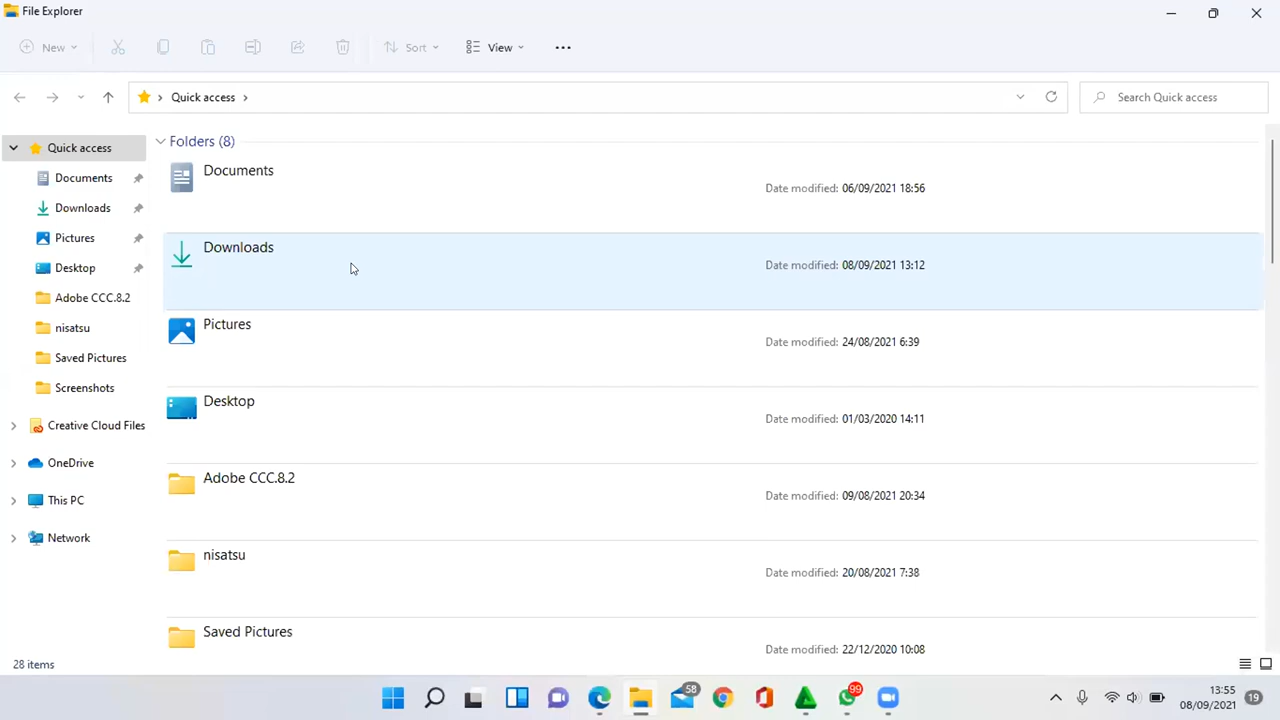 File Explorer
New
Sort
View
Quick access
Search Quick access
Quick access
Documents
Downloads
Pictures
Desktop
Adobe CCC.8.2
nisatsu
Saved Pictures
Screenshots
Creative Cloud Files
OneDrive
This PC
Network
Folders (8)
Documents
Date modified: 06/09/2021 18:56
Downloads
Date modified: 08/09/2021 13:12
Pictures
Date modified: 24/08/2021 6:39
Desktop
Date modified: 01/03/2020 14:11
Adobe CCC.8.2
Date modified: 09/08/2021 20:34
nisatsu
Date modified: 20/08/2021 7:38
Saved Pictures
Date modified: 22/12/2020 10:08
28 items
58
99
13:55
08/09/2021
19